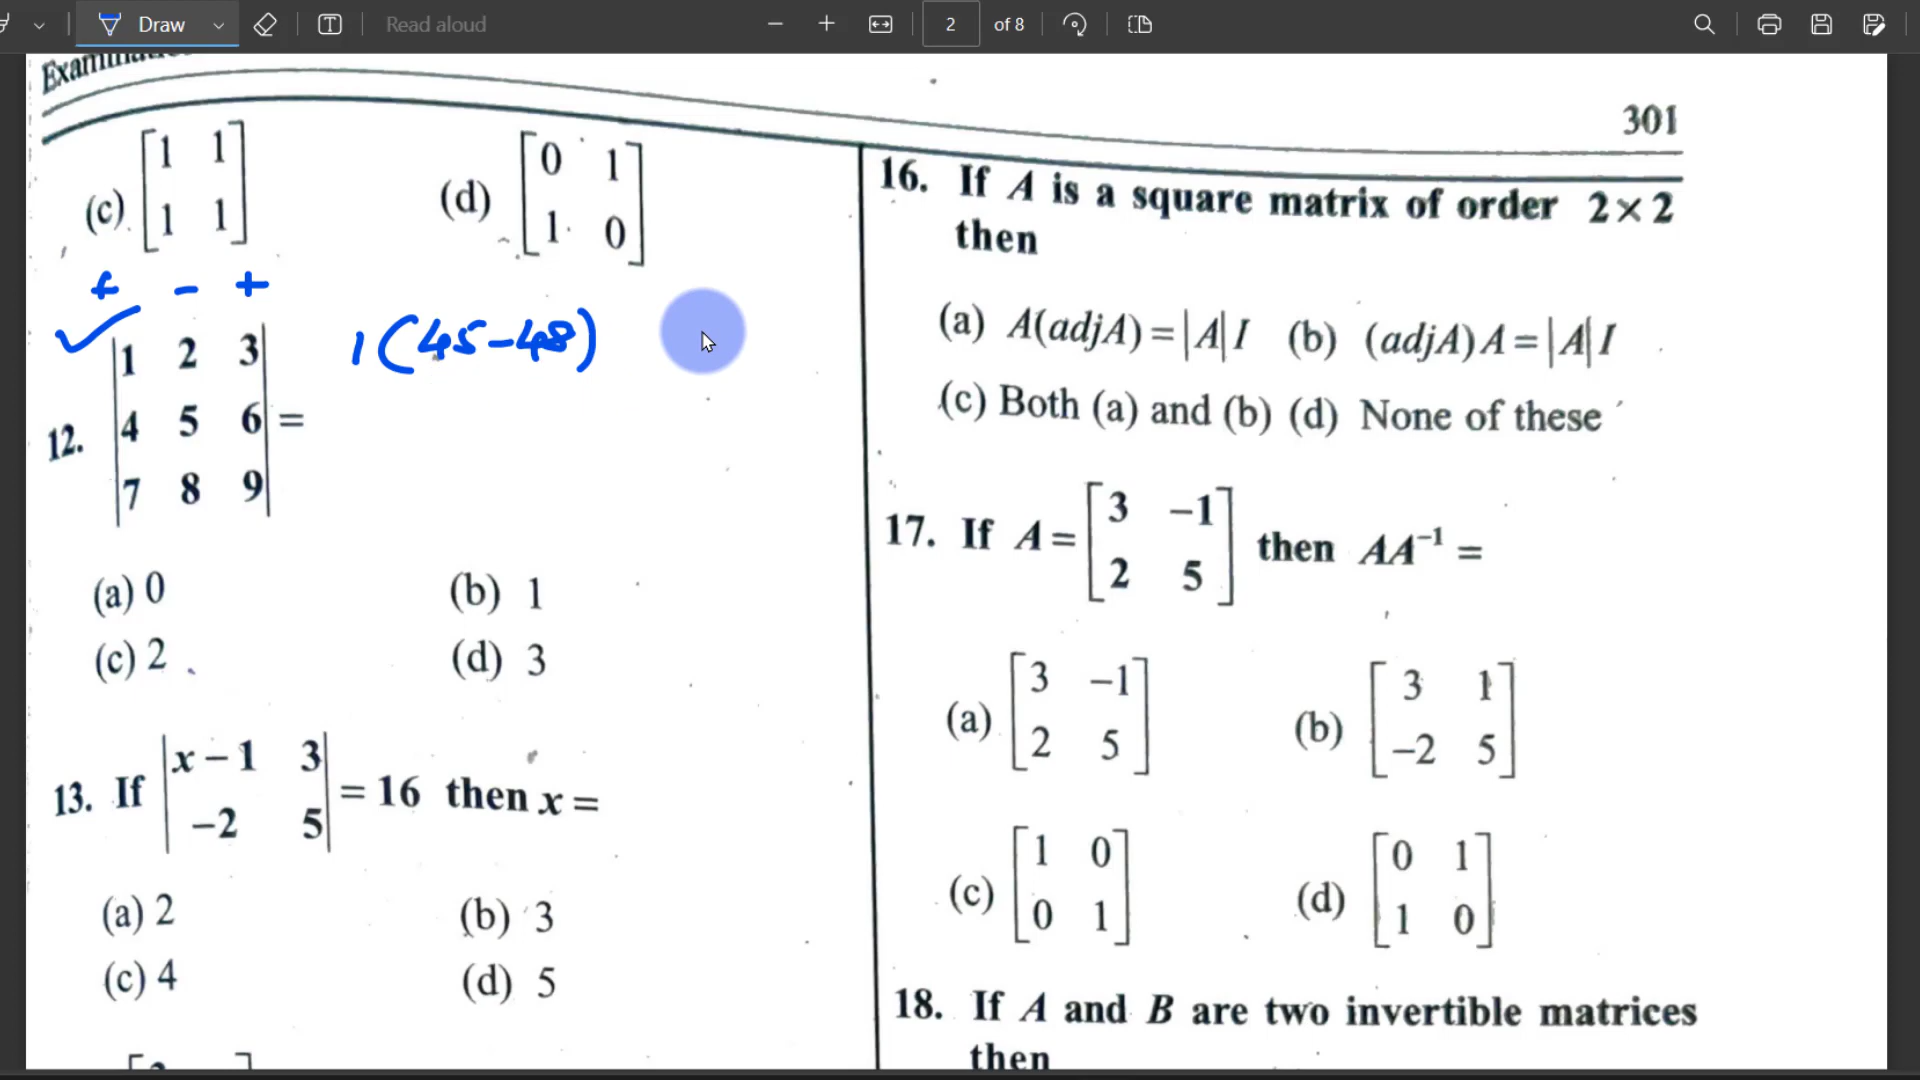 Draw
Read aloud
2 of 8
301
(c) [1 1
1 1]
(d) [0 1
1 0]
+ - +
1(45-48)
12. |1 2 3|
|4 5 6| =
|7 8 9|
(a) 0 (b) 1
(c) 2 (d) 3
13. If |x-1 3|
|-2 5| = 16 then x =
(a) 2 (b) 3
(c) 4 (d) 5
16. If A is a square matrix of order 2×2
then
(a) A(adjA)=|A|I (b) (adjA)A=|A|I
(c) Both (a) and (b) (d) None of these
17. If A= [3 -1
2 5] then AA⁻¹ =
(a) [3 -1
2 5]
(b) [3 1
-2 5]
(c) [1 0
0 1]
(d) [0 1
1 0]
18. If A and B are two invertible matrices
then